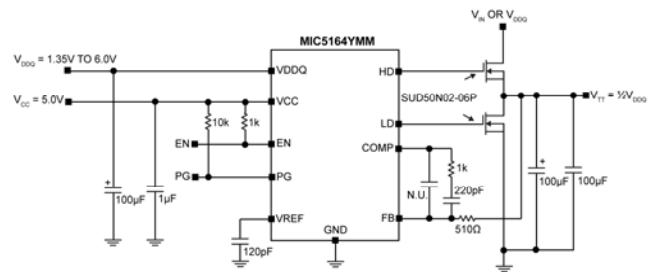 V_IN OR V_DDQ
MIC5164YMM
V_DDQ = 1.35V TO 6.0V
VDDQ
HD
V_CC = 5.0V
VCC
SUD50N02-06P
V_TT = ½V_DDQ
10k
1k
LD
EN
EN
COMP
PG
PG
1k
N.U.
220pF
100µF
1µF
100µF
100µF
VREF
FB
GND
510Ω
120pF
+
+